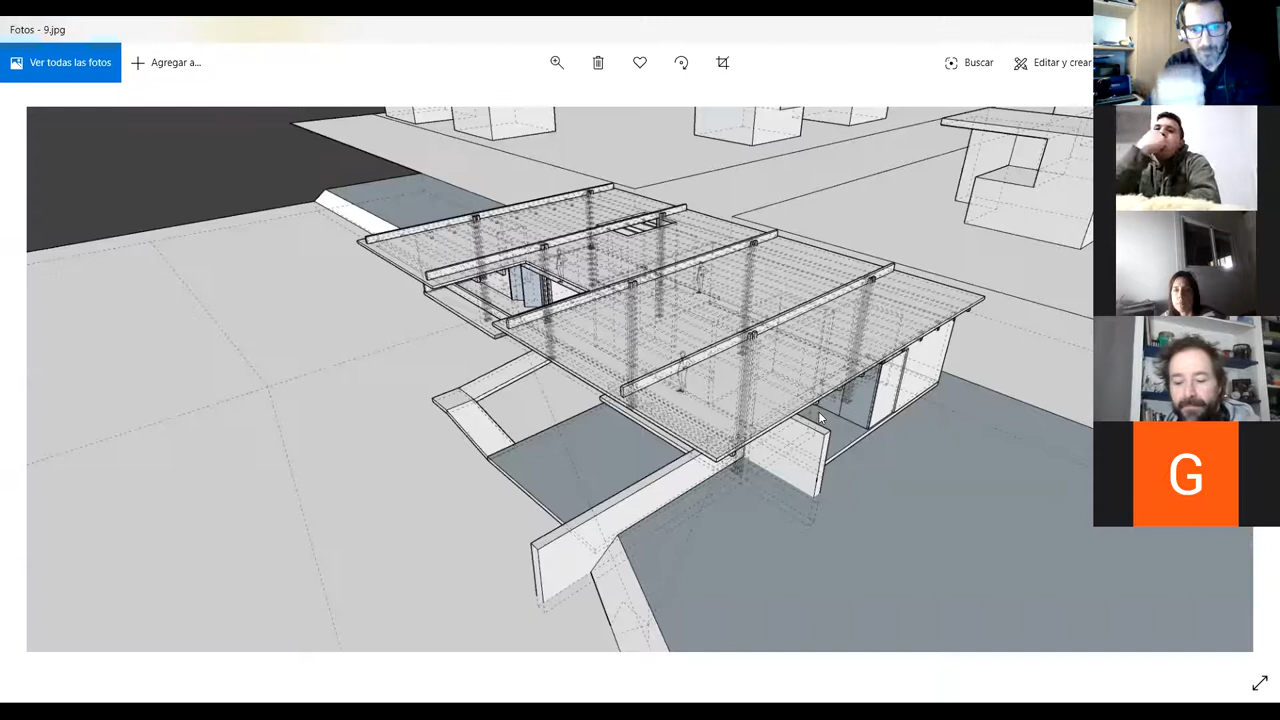 Fotos - 9.jpg
Ver todas las fotos
Agregar a...
Buscar
Editar y crear
G